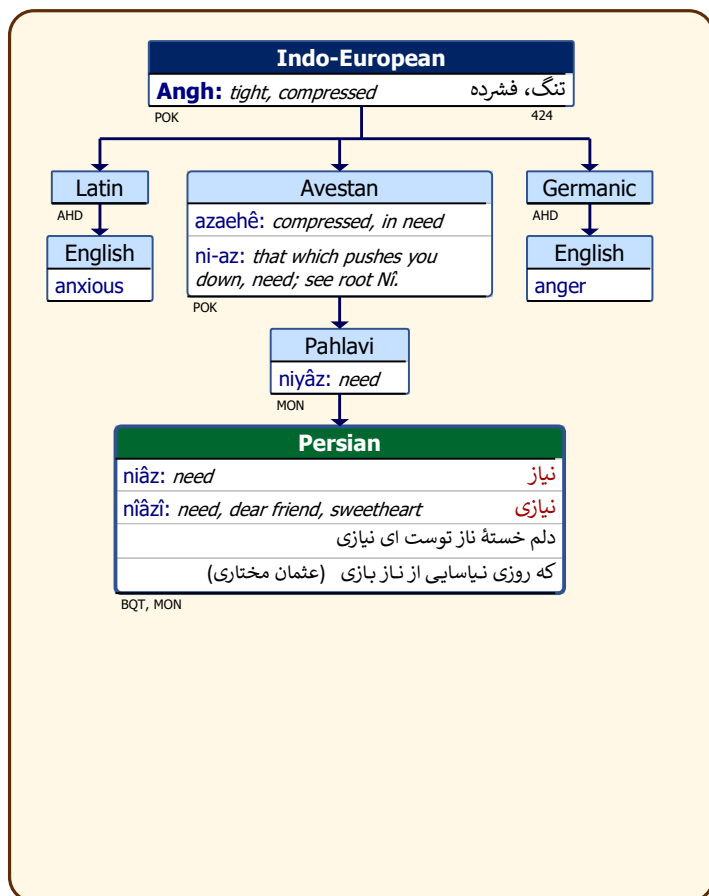 Indo-European
Angh: tight, compressed تنگ، فشرده
POK 424
Latin
AHD
English
anxious
Avestan
azaehê: compressed, in need
ni-az: that which pushes you
down, need; see root Nî.
POK
Germanic
AHD
English
anger
Pahlavi
niyâz: need
MON
Persian
niâz: need نیاز
nîâzî: need, dear friend, sweetheart نیازی
دلم خستۀ ناز توست ای نیازی
که روزی نیاسایی از ناز بازی (عثمان مختاری)
BQT, MON